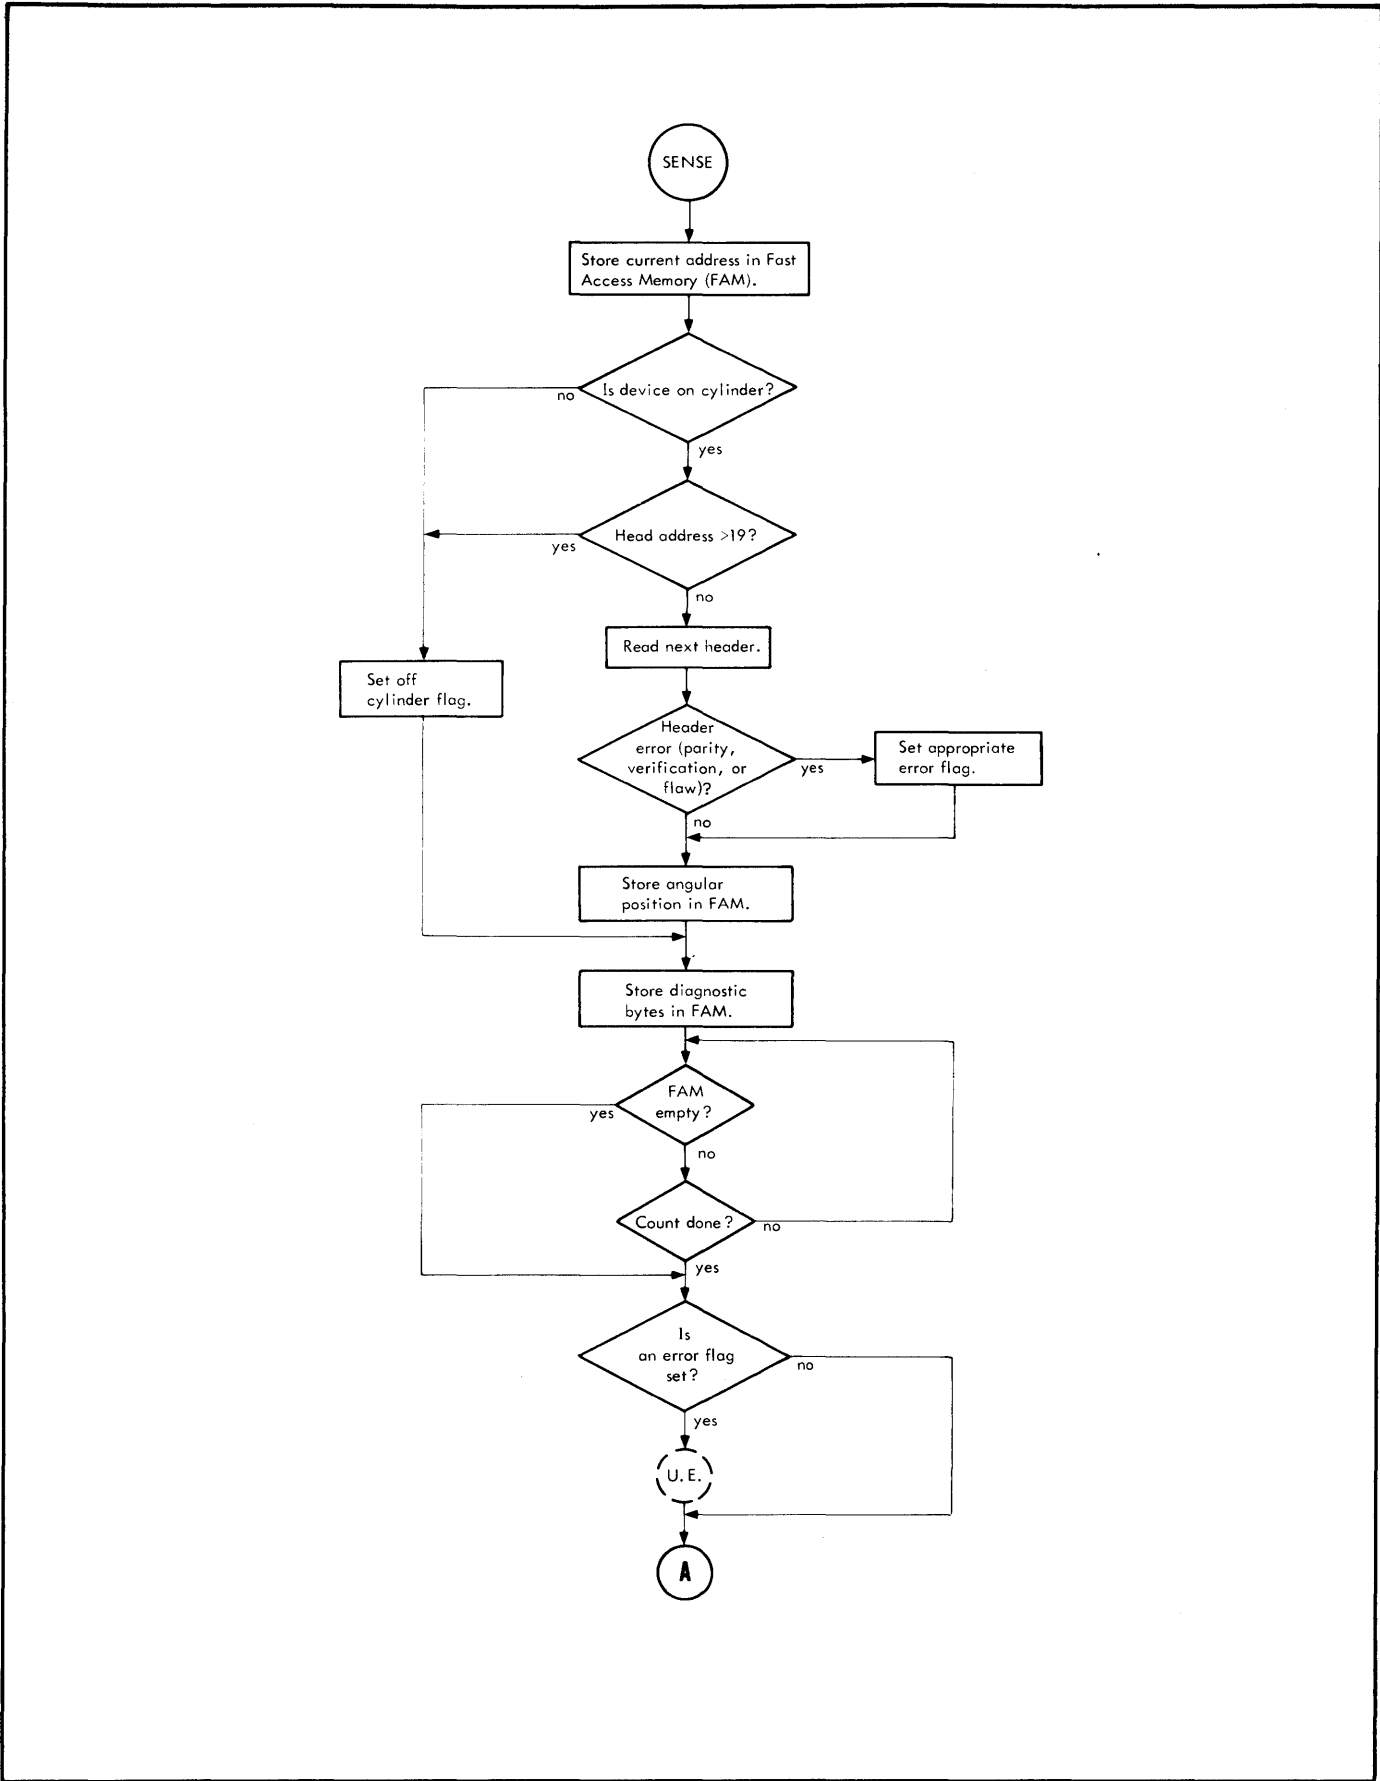 SENSE
Store current address in Fast
Access Memory (FAM).
Is device on cylinder?
no
yes
Head address >19?
yes
no
Read next header.
Set off
cylinder flag.
Header
error (parity,
verification, or
flaw)?
yes
Set appropriate
error flag.
no
Store angular
position in FAM.
Store diagnostic
bytes in FAM.
FAM
empty?
yes
no
Count done?
no
yes
Is
an error flag
set?
no
yes
U.E.
A